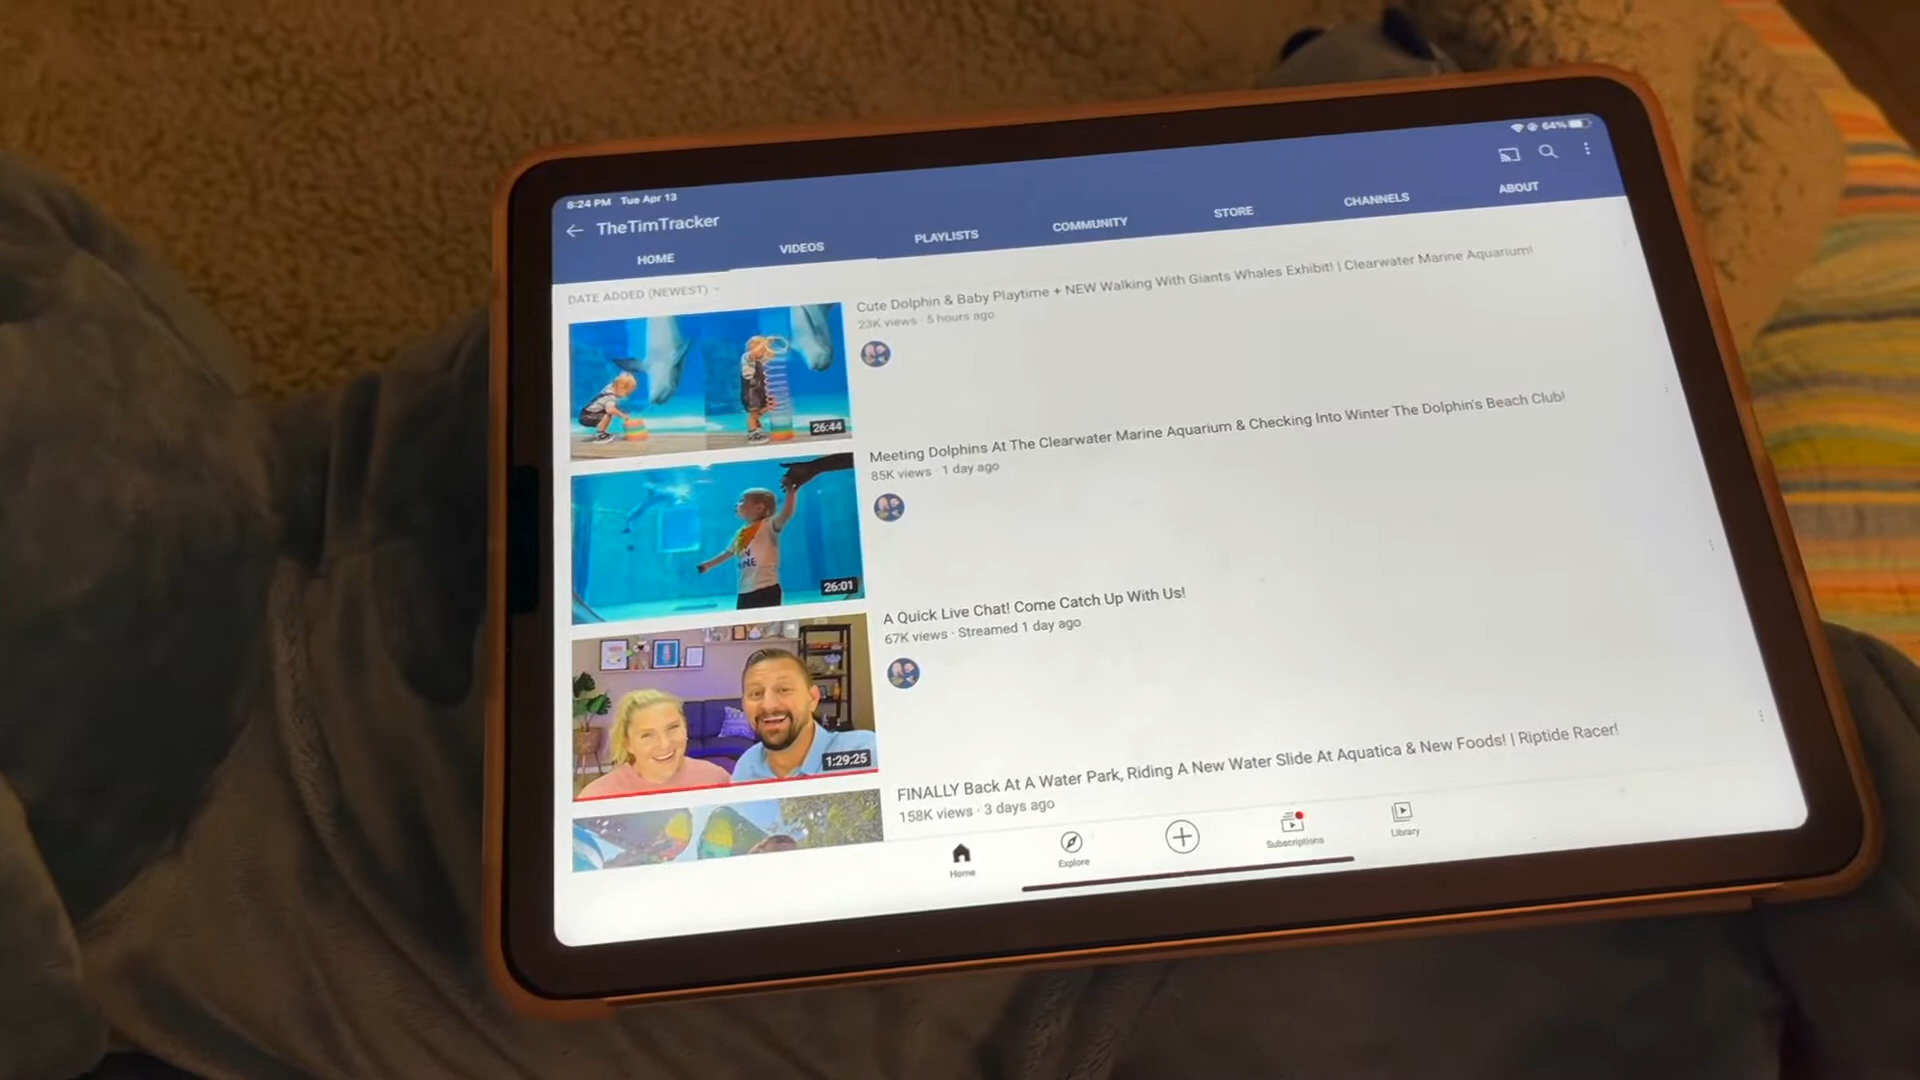 8:24 PM Tue Apr 13
64%
TheTimTracker
HOME VIDEOS PLAYLISTS COMMUNITY STORE CHANNELS ABOUT
DATE ADDED (NEWEST)
Cute Dolphin & Baby Playtime + NEW Walking With Giants Whales Exhibit! | Clearwater Marine Aquarium!
23K views · 5 hours ago
26:44
Meeting Dolphins At The Clearwater Marine Aquarium & Checking Into Winter The Dolphin's Beach Club!
85K views · 1 day ago
26:01
A Quick Live Chat! Come Catch Up With Us!
67K views · Streamed 1 day ago
1:29:25
FINALLY Back At A Water Park, Riding A New Water Slide At Aquatica & New Foods! | Riptide Racer!
158K views · 3 days ago
Home Explore Subscriptions Library